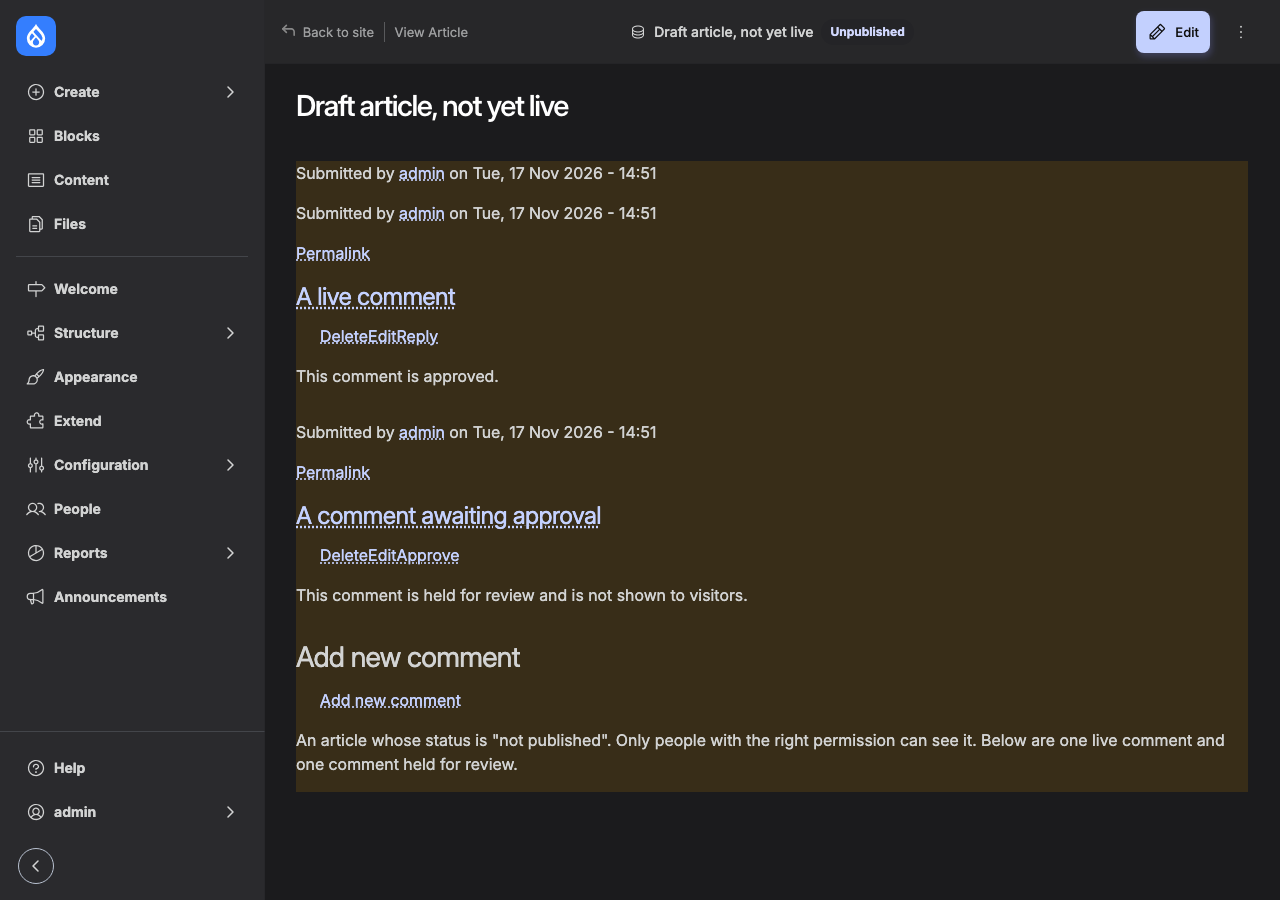 Back to site
View Article
Draft article, not yet live
Unpublished
Edit
Create
Blocks
Content
Files
Welcome
Structure
Appearance
Extend
Configuration
People
Reports
Announcements
Help
admin
Draft article, not yet live
Submitted by admin on Tue, 17 Nov 2026 - 14:51
Submitted by admin on Tue, 17 Nov 2026 - 14:51
Permalink
A live comment
DeleteEditReply
This comment is approved.
Submitted by admin on Tue, 17 Nov 2026 - 14:51
Permalink
A comment awaiting approval
DeleteEditApprove
This comment is held for review and is not shown to visitors.
Add new comment
Add new comment
An article whose status is "not published". Only people with the right permission can see it. Below are one live comment and
one comment held for review.